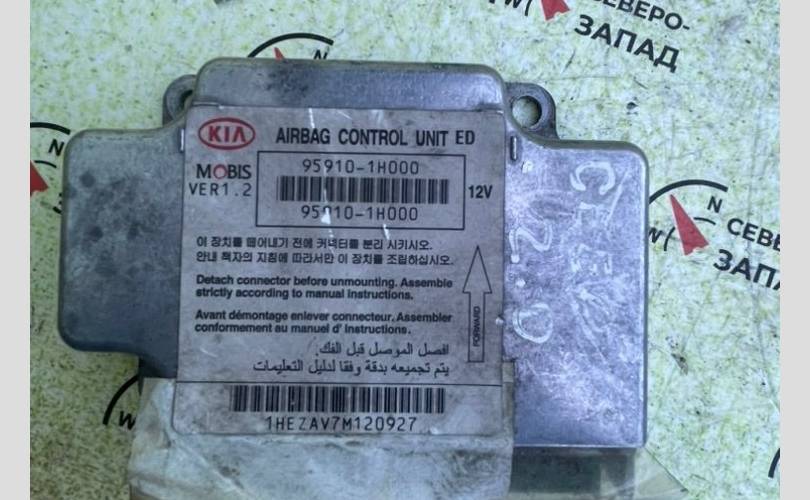 СЕВЕРО-
ЗАПАД
N
W
KIA
AIRBAG CONTROL UNIT ED
MOBIS
VER1.2
95910-1H000
95910-1H000
12V
이 장치를 떼어내기 전에 커넥터를 분리 시키시오.
안내 책자의 지침에 따라서만 이 장치를 조립하십시오.
Detach connector before unmounting. Assemble
strictly according to manual instructions.
Avant démontage enlever connecteur. Assembler
conformement au manuel d' instructions.
FORWARD
افصل الموصل قبل الفك.
يتم تجميعه بدقة وفقا لدليل التعليمات
1HEZAV7M120927
2.0
N
W
СЕВЕ
ЗАПА
N
W